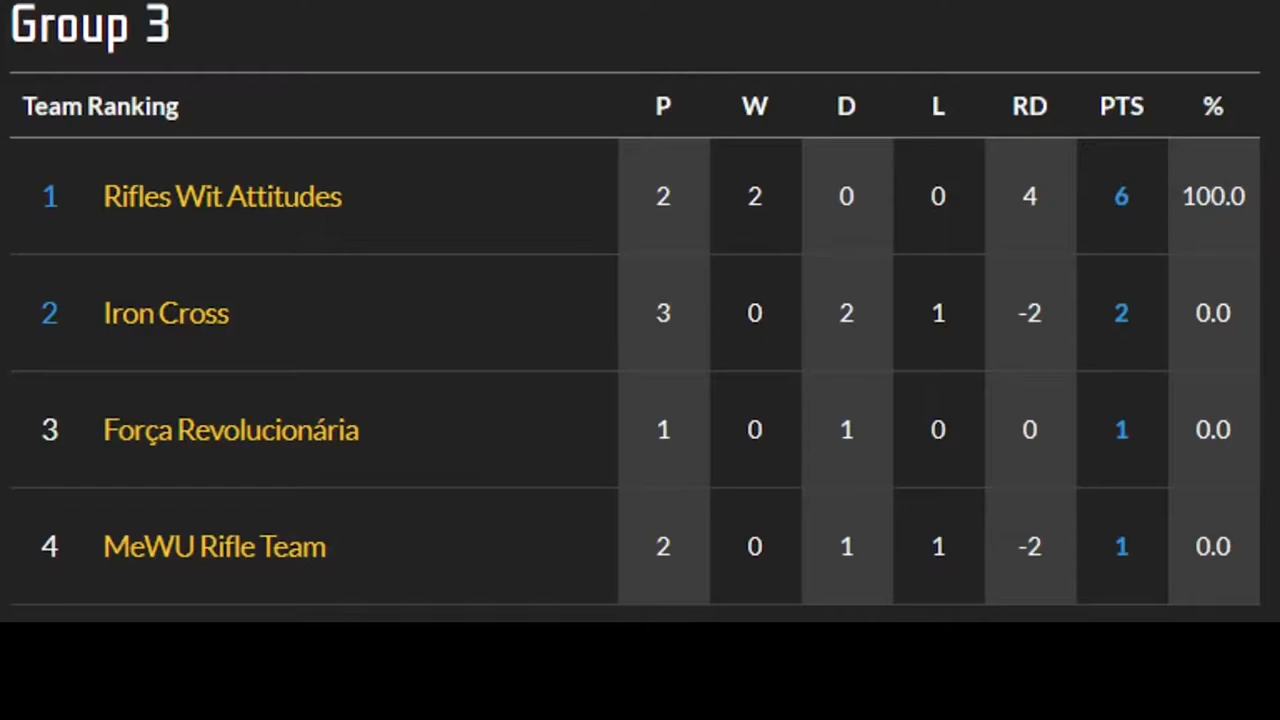 Group 3
Team Ranking P W D L RD PTS %
1 Rifles Wit Attitudes 2 2 0 0 4 6 100.0
2 Iron Cross 3 0 2 1 -2 2 0.0
3 Força Revolucionária 1 0 1 0 0 1 0.0
4 MeWU Rifle Team 2 0 1 1 -2 1 0.0